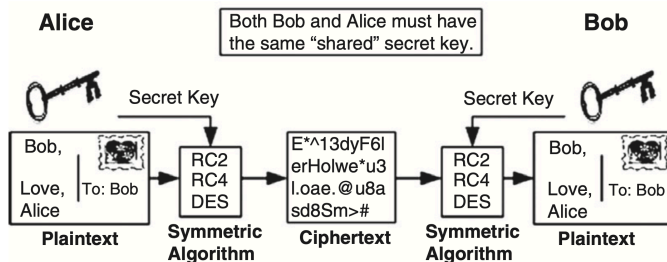 Alice
Both Bob and Alice must have
the same “shared” secret key.
Bob
Secret Key
Secret Key
Bob,
Love,
Alice
To: Bob
Plaintext
RC2
RC4
DES
Symmetric
Algorithm
E*^13dyF6l
erHolwe*u3
l.oae.@u8a
sd8Sm>#
Ciphertext
RC2
RC4
DES
Symmetric
Algorithm
Bob,
Love,
Alice
To: Bob
Plaintext